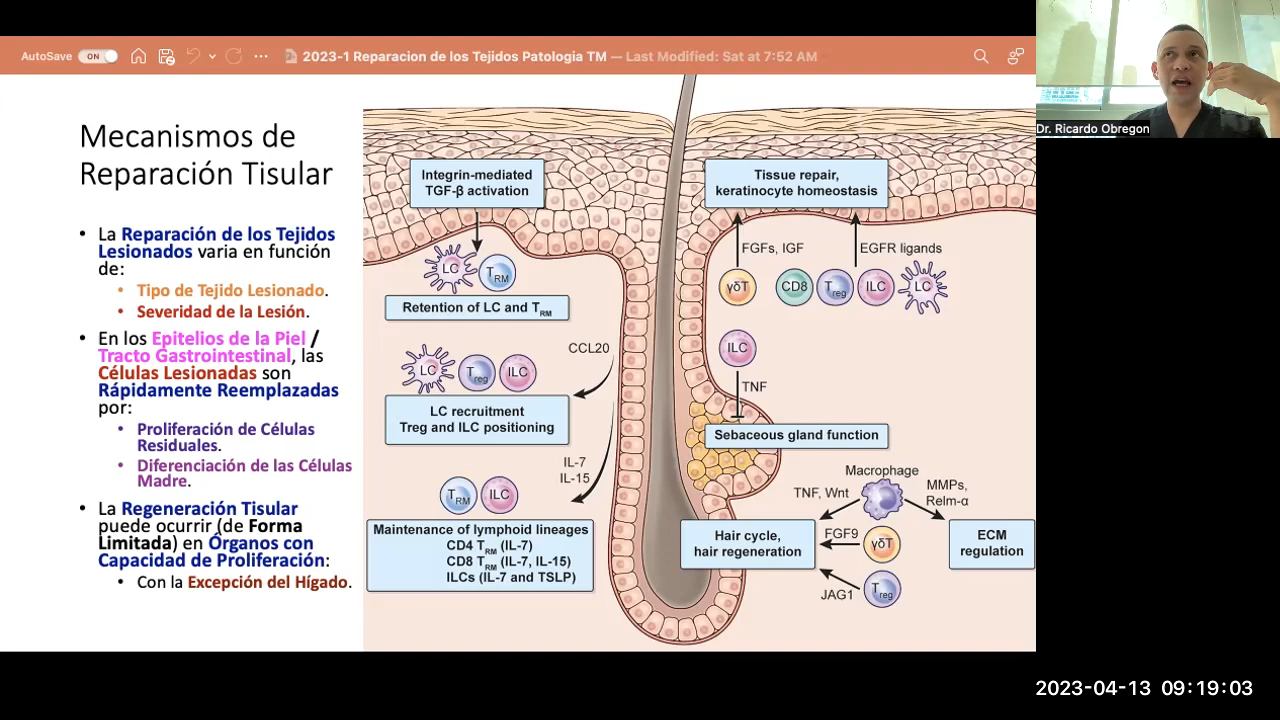 AutoSave ON ... 2023-1 Reparacion de los Tejidos Patologia TM — Last Modified: Sat at 7:52 AM
Dr. Ricardo Obregon
Mecanismos de
Reparación Tisular
• La Reparación de los Tejidos
Lesionados varia en función
de:
• Tipo de Tejido Lesionado.
• Severidad de la Lesión.
• En los Epitelios de la Piel /
Tracto Gastrointestinal, las
Células Lesionadas son
Rápidamente Reemplazadas
por:
• Proliferación de Células
Residuales.
• Diferenciación de las Células
Madre.
• La Regeneración Tisular
puede ocurrir (de Forma
Limitada) en Órganos con
Capacidad de Proliferación:
• Con la Excepción del Hígado.
Integrin-mediated
TGF-β activation
LC
TRM
Retention of LC and TRM
CCL20
LC Treg ILC
LC recruitment
Treg and ILC positioning
IL-7
IL-15
TRM ILC
Maintenance of lymphoid lineages
CD4 TRM (IL-7)
CD8 TRM (IL-7, IL-15)
ILCs (IL-7 and TSLP)
Tissue repair,
keratinocyte homeostasis
FGFs, IGF
EGFR ligands
γδT CD8 Treg ILC LC
ILC
TNF
Sebaceous gland function
Macrophage
TNF, Wnt
MMPs,
Relm-α
Hair cycle,
hair regeneration
FGF9
γδT
ECM
regulation
JAG1
Treg
2023-04-13 09:19:03